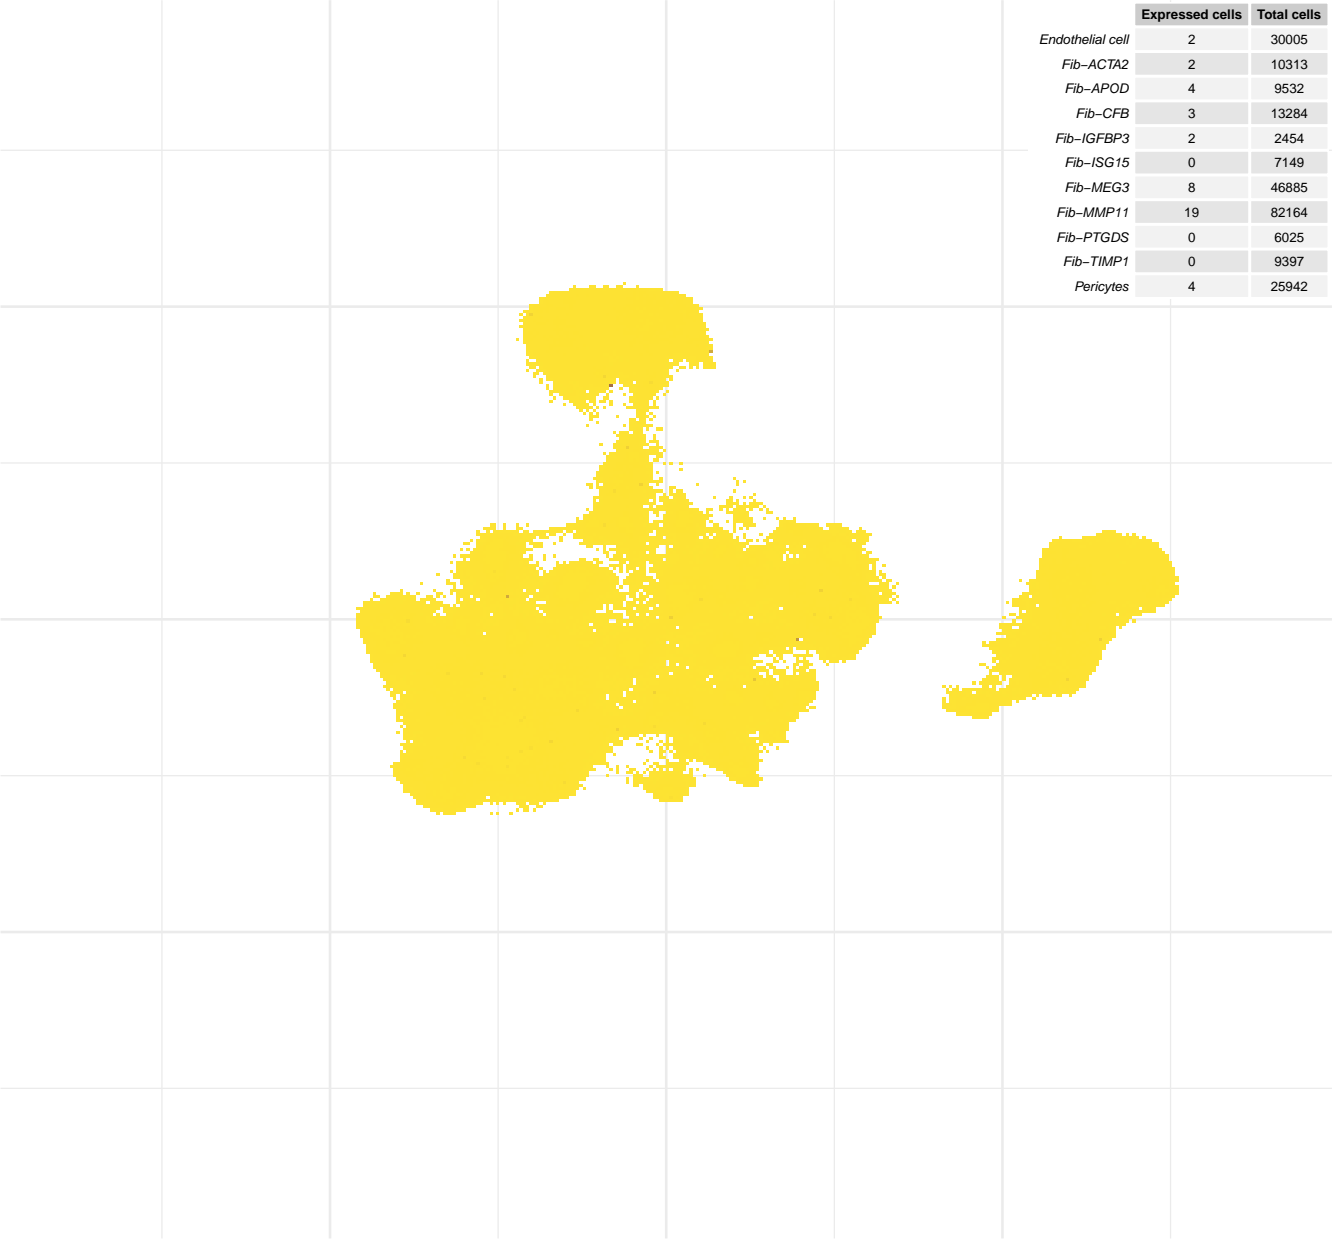 Expressed cells Total cells
Endothelial cell 2 30005
Fib−ACTA2 2 10313
Fib−APOD 4 9532
Fib−CFB 3 13284
Fib−IGFBP3 2 2454
Fib−ISG15 0 7149
Fib−MEG3 8 46885
Fib−MMP11 19 82164
Fib−PTGDS 0 6025
Fib−TIMP1 0 9397
Pericytes 4 25942